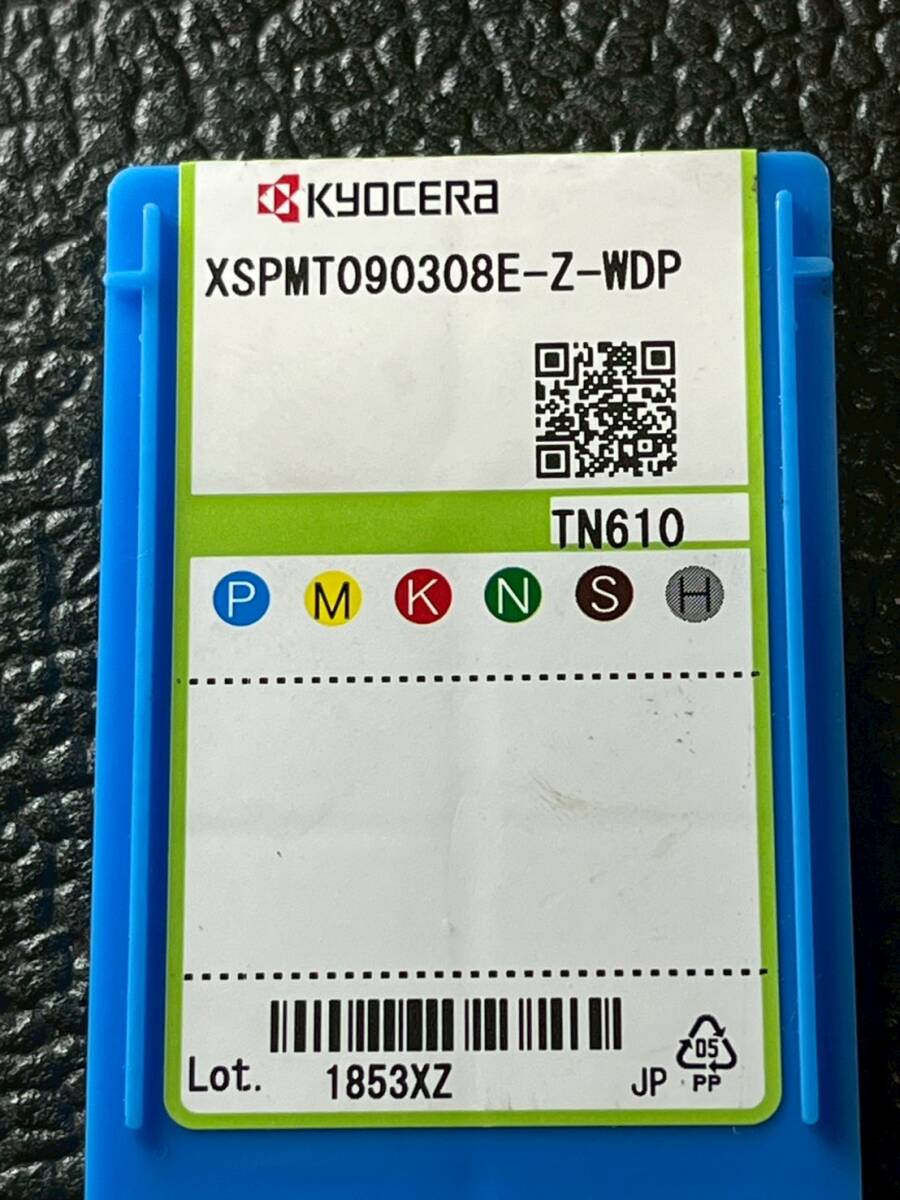 KYOCERA
XSPMT090308E-Z-WDP
TN610
P M K N S H
Lot. 1853XZ JP
05
PP